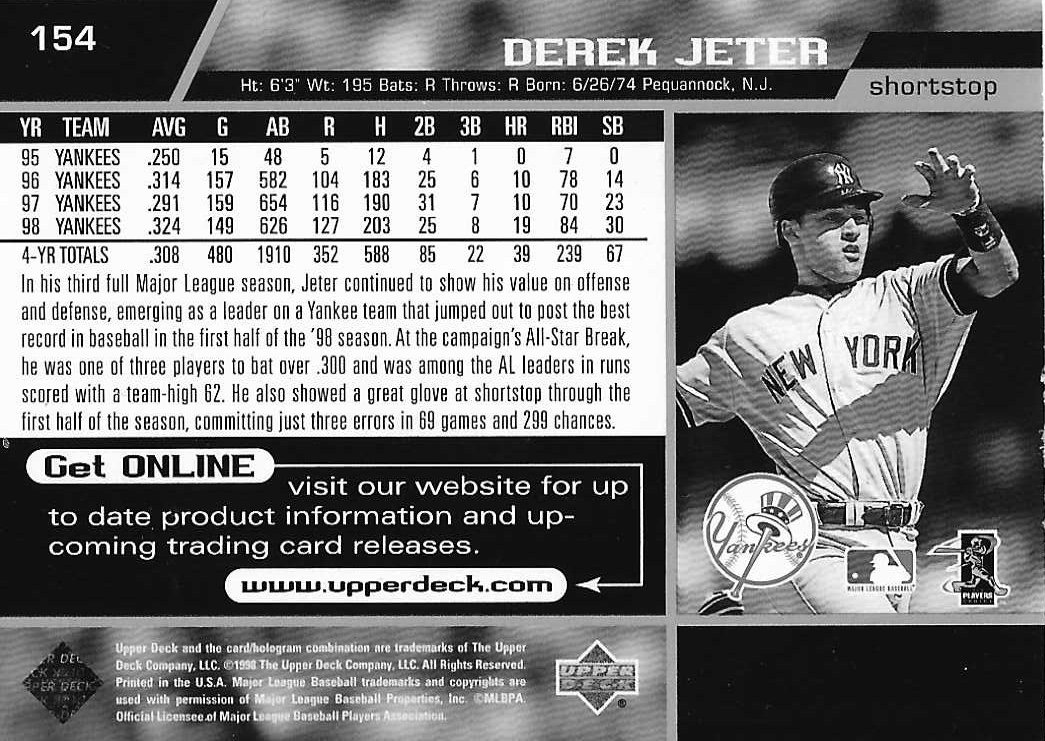 154
DEREK JETER
Ht: 6'3" Wt: 195 Bats: R Throws: R Born: 6/26/74 Pequannock, N.J.
shortstop
YR TEAM AVG G AB R H 2B 3B HR RBI SB
95 YANKEES .250 15 48 5 12 4 1 0 7 0
96 YANKEES .314 157 582 104 183 25 6 10 78 14
97 YANKEES .291 159 654 116 190 31 7 10 70 23
98 YANKEES .324 149 626 127 203 25 8 19 84 30
4-YR TOTALS .308 480 1910 352 588 85 22 39 239 67
In his third full Major League season, Jeter continued to show his value on offense
and defense, emerging as a leader on a Yankee team that jumped out to post the best
record in baseball in the first half of the '98 season. At the campaign's All-Star Break,
he was one of three players to bat over .300 and was among the AL leaders in runs
scored with a team-high 62. He also showed a great glove at shortstop through the
first half of the season, committing just three errors in 69 games and 299 chances.
Get ONLINE
visit our website for up
to date product information and up-
coming trading card releases.
www.upperdeck.com
NEW YORK
Yankees
MAJOR LEAGUE BASEBALL
PLAYERS
CHOICE
Upper Deck and the card/hologram combination are trademarks of The Upper
Deck Company, LLC. ©1998 The Upper Deck Company, LLC. All Rights Reserved.
Printed in the U.S.A. Major League Baseball trademarks and copyrights are
used with permission of Major League Baseball Properties, Inc. ©MLBPA
Official Licensee of Major League Baseball Players Association.
UPPER
DECK
®